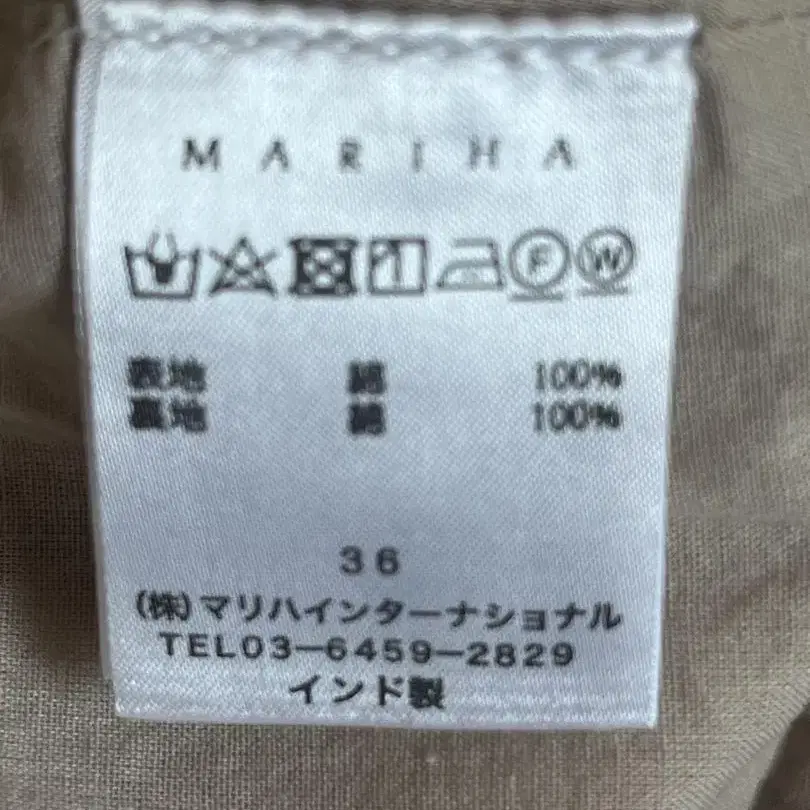 MARIHA
F W
表地 綿 100%
裏地 綿 100%
36
(株)マリハインターナショナル
TEL03-6459-2829
インド製